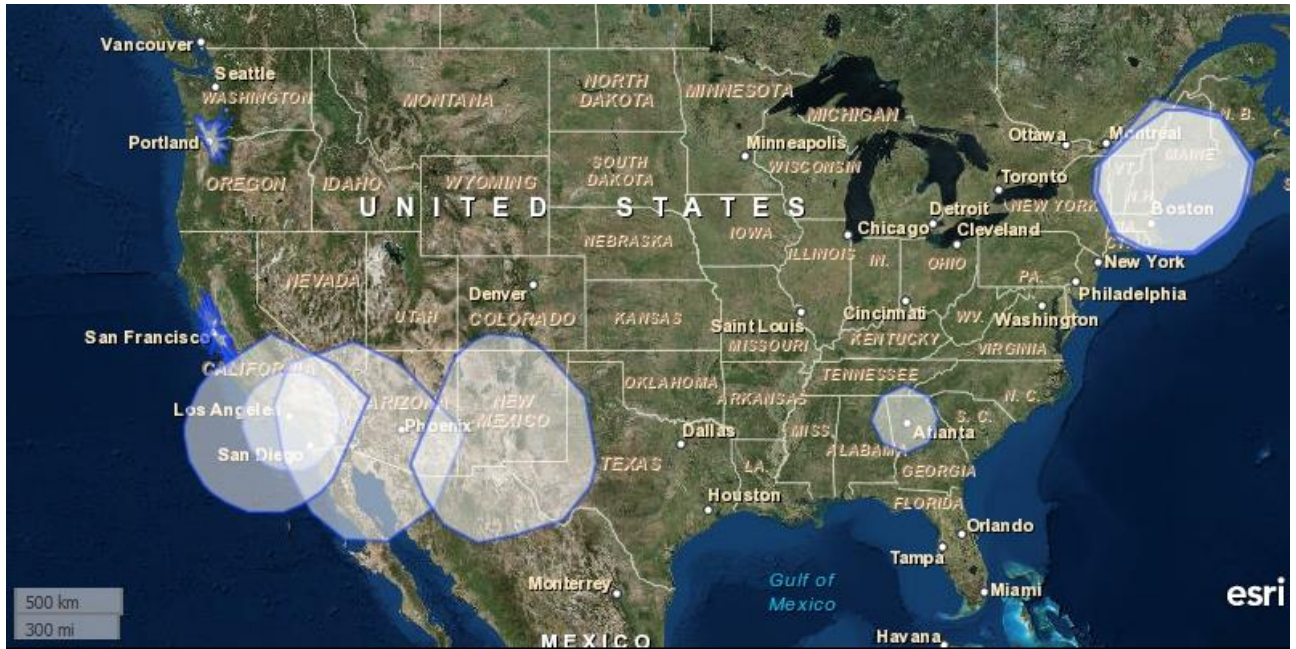 Vancouver
Seattle
WASHINGTON
Portland
OREGON
IDAHO
MONTANA
WYOMING
NORTH
DAKOTA
SOUTH
DAKOTA
MINNESOTA
Minneapolis
WISCONSIN
MICHIGAN
Ottawa
Montréal
N. B.
MAINE
VT.
N.H.
Toronto
NEW YORK
Boston
UNITED STATES
NEBRASKA
IOWA
Chicago
Detroit
Cleveland
ILLINOIS
IN.
OHIO
PA.
New York
Philadelphia
NEVADA
UTAH
Denver
COLORADO
KANSAS
Saint Louis
MISSOURI
Cincinnati
KENTUCKY
WV.
Washington
VIRGINIA
San Francisco
CALIFORNIA
Los Angeles
San Diego
ARIZONA
Phoenix
NEW
MEXICO
OKLAHOMA
ARKANSAS
TENNESSEE
N. C.
S. C.
Atlanta
MISS.
ALABAMA
GEORGIA
Dallas
TEXAS
LA.
Houston
FLORIDA
Orlando
Tampa
Miami
Monterrey
Gulf of
Mexico
Havana
MEXICO
500 km
300 mi
esri